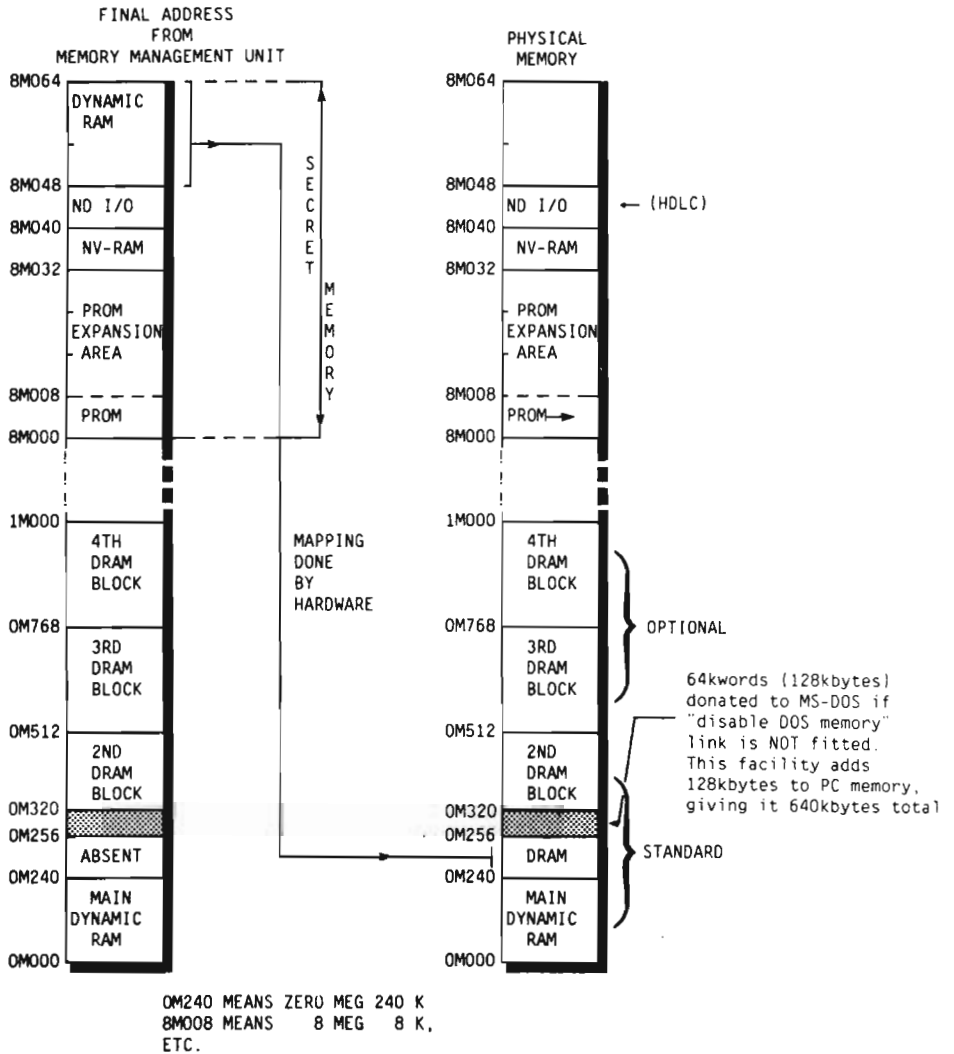 FINAL ADDRESS
FROM
MEMORY MANAGEMENT UNIT
8M064
DYNAMIC
RAM
8M048
ND I/O
8M040
NV-RAM
8M032
PROM
EXPANSION
AREA
8M008
PROM
8M000
1M000
4TH
DRAM
BLOCK
0M768
3RD
DRAM
BLOCK
0M512
2ND
DRAM
BLOCK
0M320
0M256
ABSENT
0M240
MAIN
DYNAMIC
RAM
0M000
SECRET
MEMORY
MAPPING
DONE
BY
HARDWARE
PHYSICAL
MEMORY
8M064
8M048
ND I/O
← (HDLC)
8M040
NV-RAM
8M032
PROM
EXPANSION
AREA
8M008
PROM→
8M000
1M000
4TH
DRAM
BLOCK
0M768
OPTIONAL
3RD
DRAM
BLOCK
0M512
2ND
DRAM
BLOCK
0M320
0M256
DRAM
STANDARD
0M240
MAIN
DYNAMIC
RAM
0M000
64kwords (128kbytes)
donated to MS-DOS if
"disable DOS memory"
link is NOT fitted.
This facility adds
128kbytes to PC memory,
giving it 640kbytes total
0M240 MEANS ZERO MEG 240 K
8M008 MEANS 8 MEG 8 K,
ETC.